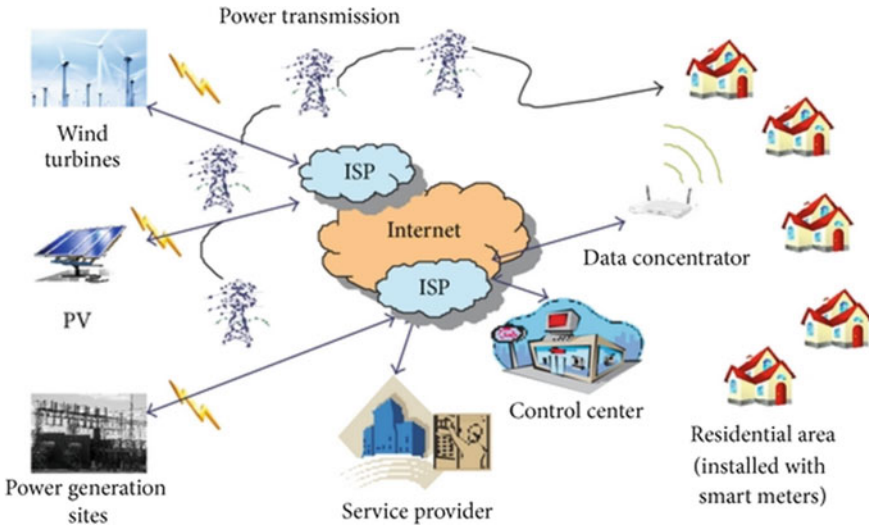 Power transmission
Wind
turbines
ISP
Internet
PV
ISP
Data concentrator
Power generation
sites
Service provider
Control center
Residential area
(installed with
smart meters)